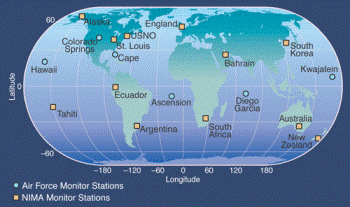 60
Alaska
England
USNO
Colorado
Springs
St. Louis
South
Korea
Hawaii
Cape
Bahrain
Kwajalein
Latitude
0
Ecuador
Ascension
Diego
Garcia
Tahiti
Argentina
South
Africa
Australia
New
Zealand
−60
−180 −120 −60 0 60 120 180
Longitude
Air Force Monitor Stations
NIMA Monitor Stations